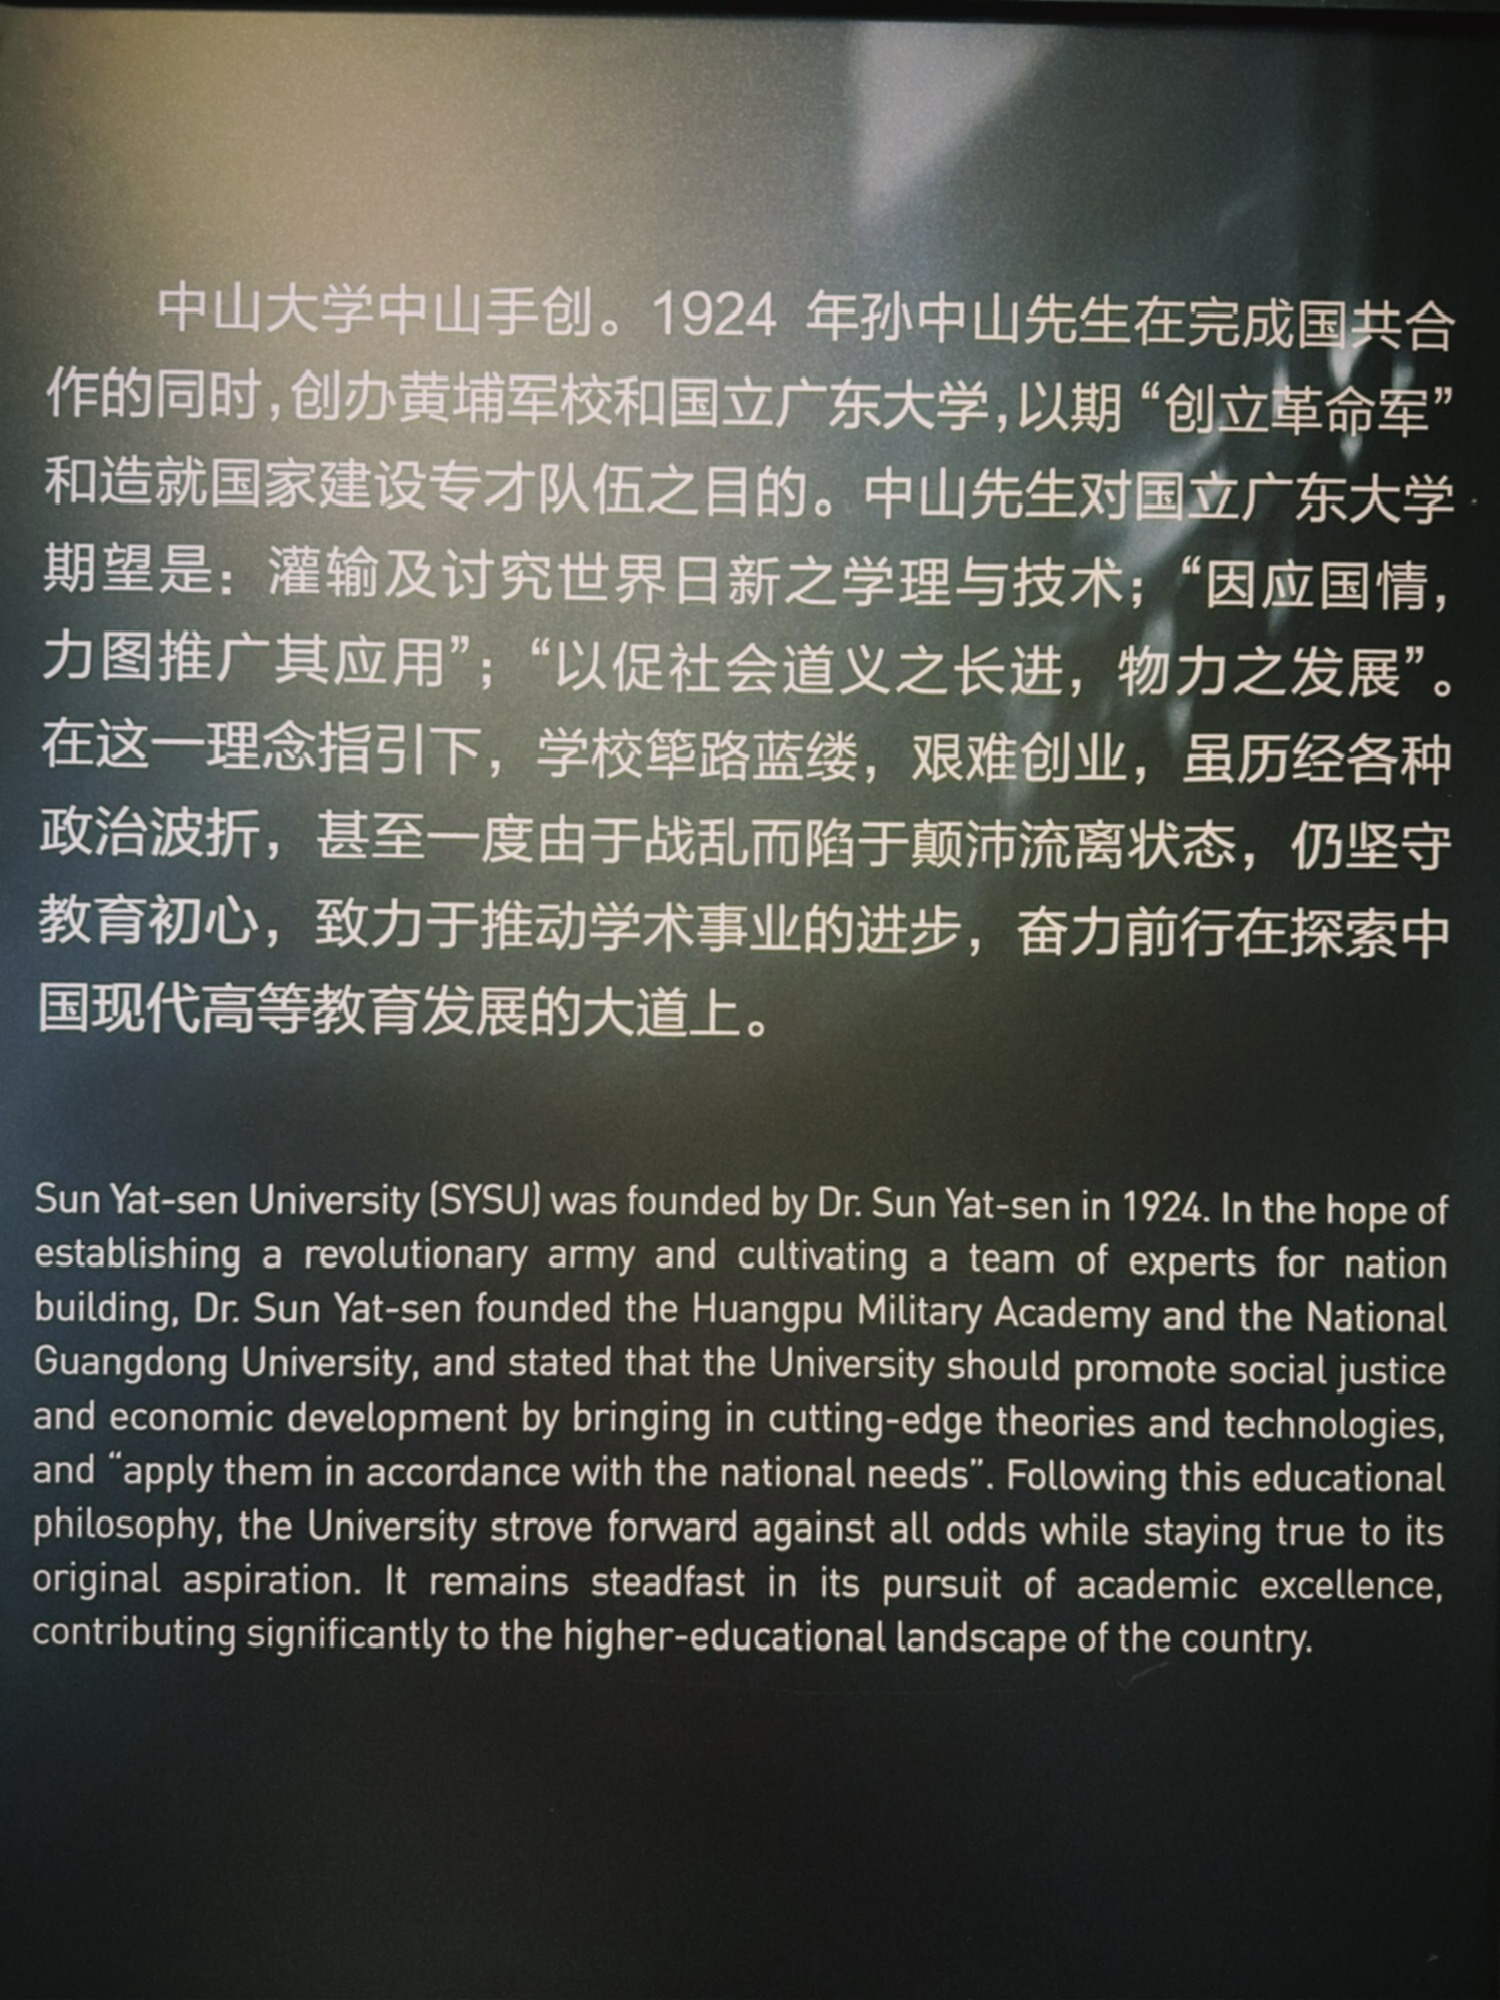 中山大学中山手创。1924 年孙中山先生在完成国共合
作的同时，创办黄埔军校和国立广东大学，以期“创立革命军”
和造就国家建设专才队伍之目的。中山先生对国立广东大学
期望是：灌输及讨究世界日新之学理与技术；“因应国情，
力图推广其应用”；“以促社会道义之长进，物力之发展”。
在这一理念指引下，学校筚路蓝缕，艰难创业，虽历经各种
政治波折，甚至一度由于战乱而陷于颠沛流离状态，仍坚守
教育初心，致力于推动学术事业的进步，奋力前行在探索中
国现代高等教育发展的大道上。
Sun Yat-sen University (SYSU) was founded by Dr. Sun Yat-sen in 1924. In the hope of
establishing a revolutionary army and cultivating a team of experts for nation
building, Dr. Sun Yat-sen founded the Huangpu Military Academy and the National
Guangdong University, and stated that the University should promote social justice
and economic development by bringing in cutting-edge theories and technologies,
and “apply them in accordance with the national needs”. Following this educational
philosophy, the University strove forward against all odds while staying true to its
original aspiration. It remains steadfast in its pursuit of academic excellence,
contributing significantly to the higher-educational landscape of the country.